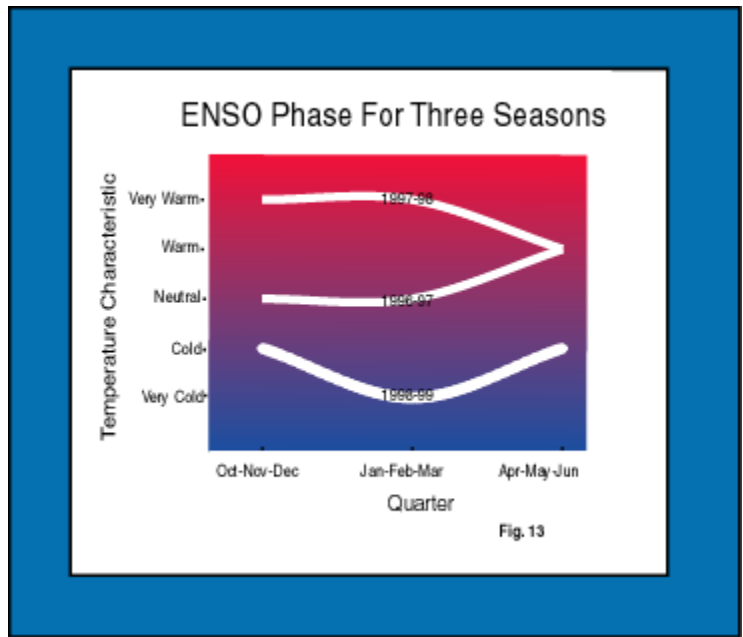 ENSO Phase For Three Seasons
Temperature Characteristic
Very Warm
Warm
Neutral
Cold
Very Cold
1997-98
1996-97
1998-99
Oct-Nov-Dec
Jan-Feb-Mar
Apr-May-Jun
Quarter
Fig. 13